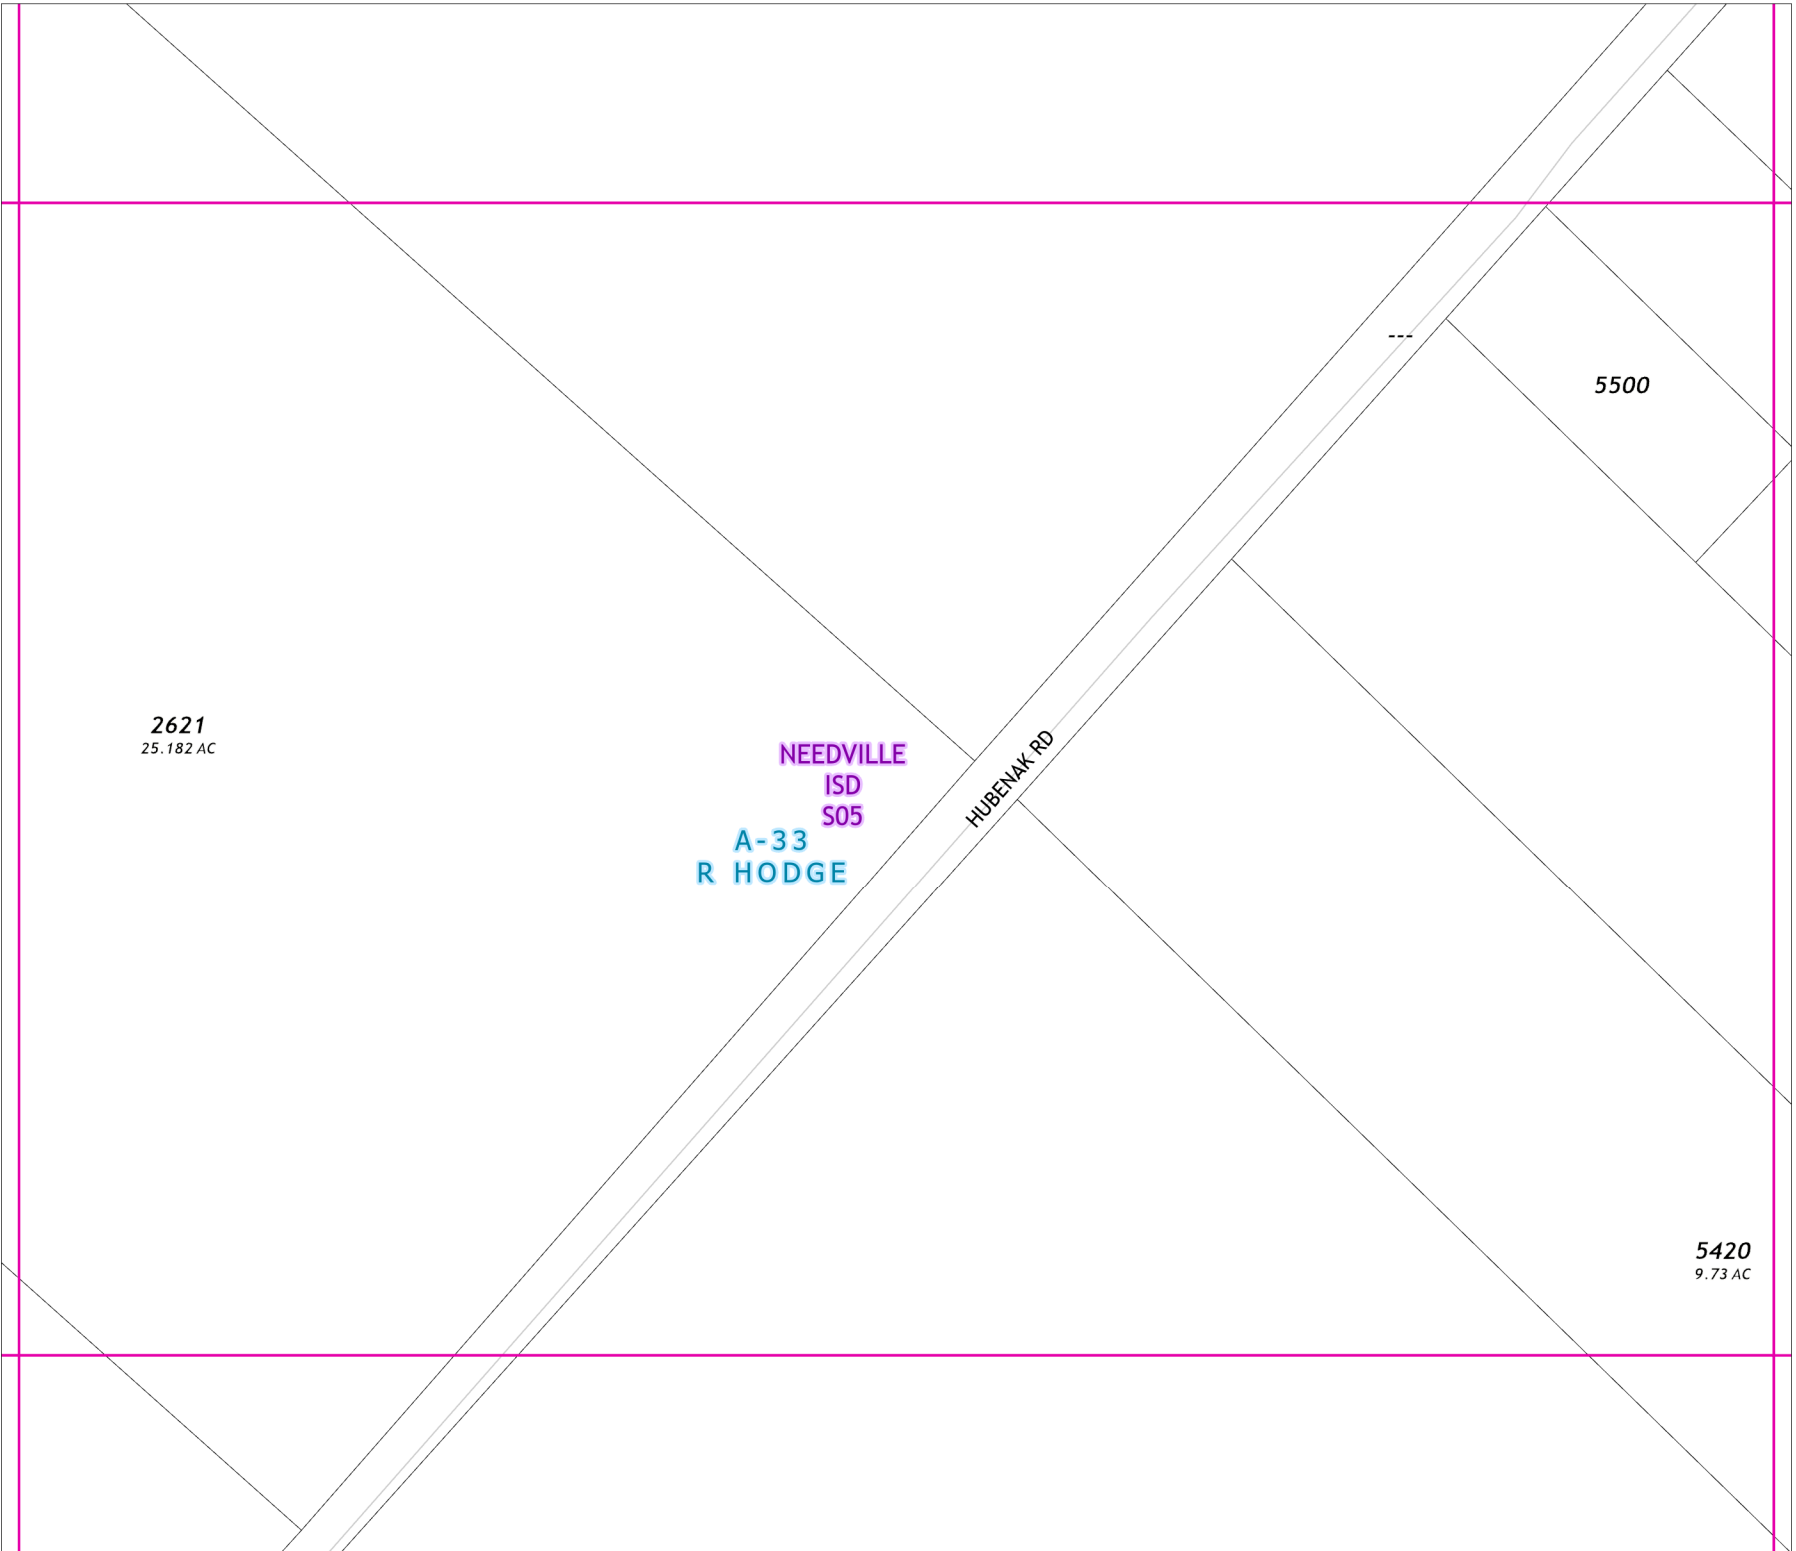 ---
5500
2621
25.182 AC
NEEDVILLE
ISD
S05
HUBENAK RD
A-33
R HODGE
5420
9.73 AC